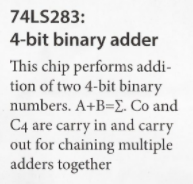 74LS283:
4-bit binary adder
This chip performs addi-
tion of two 4-bit binary
numbers. A+B=Σ. Co and
C4 are carry in and carry
out for chaining multiple
adders together